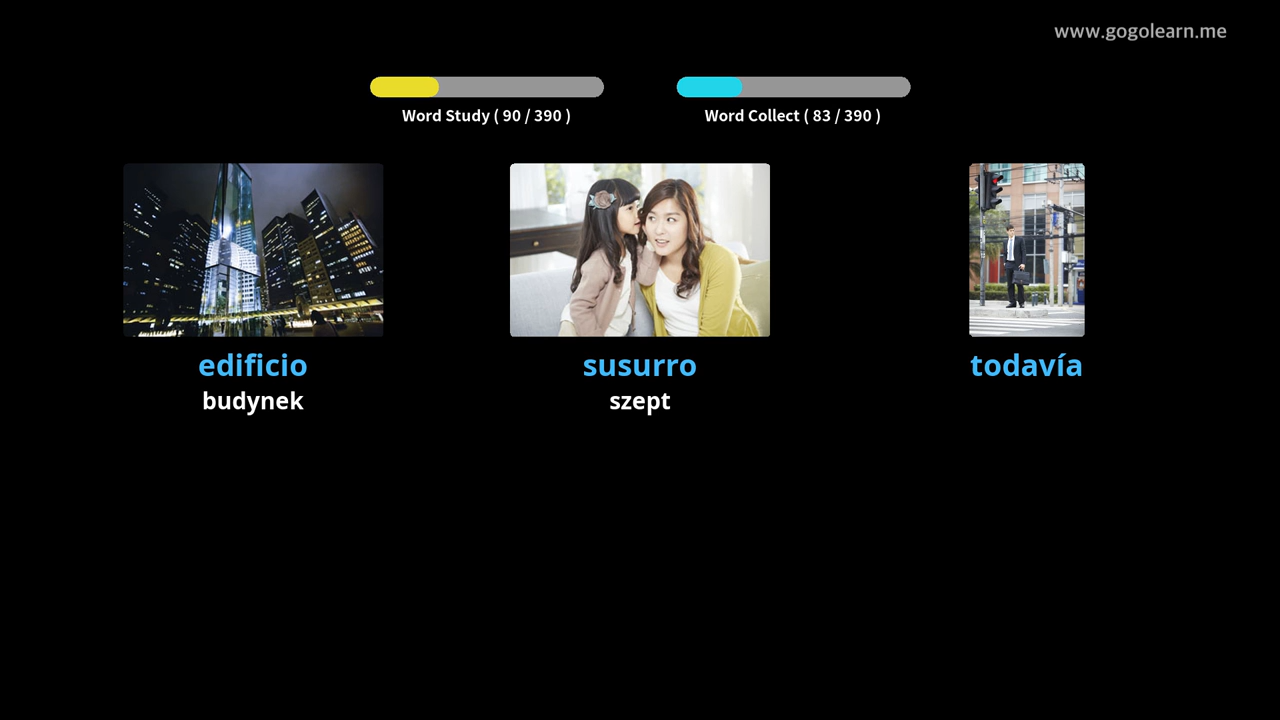 www.gogolearn.me
Word Study ( 90 / 390 )
Word Collect ( 83 / 390 )
edificio
budynek
susurro
szept
todavía